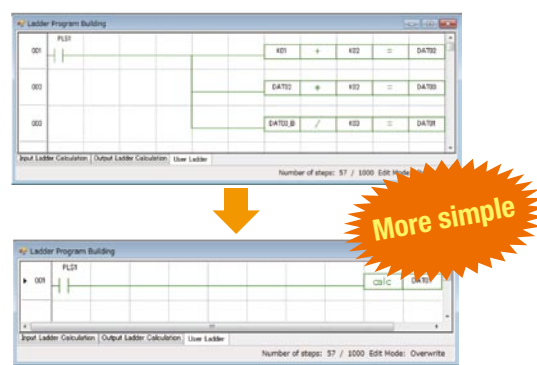 Ladder Program Building
PLS1
001 K01 + K02 = DAT02
002 DAT02 * K02 = DAT03
003 / K03 = DAT01
Input Ladder Calculation Output Ladder Calculation User Ladder
Number of steps: 57 / 1000 Edit Mode
More simple
Ladder Program Building
PLS1
001 calc DAT01
Input Ladder Calculation Output Ladder Calculation User Ladder
Number of steps: 57 / 1000 Edit Mode: Overwrite